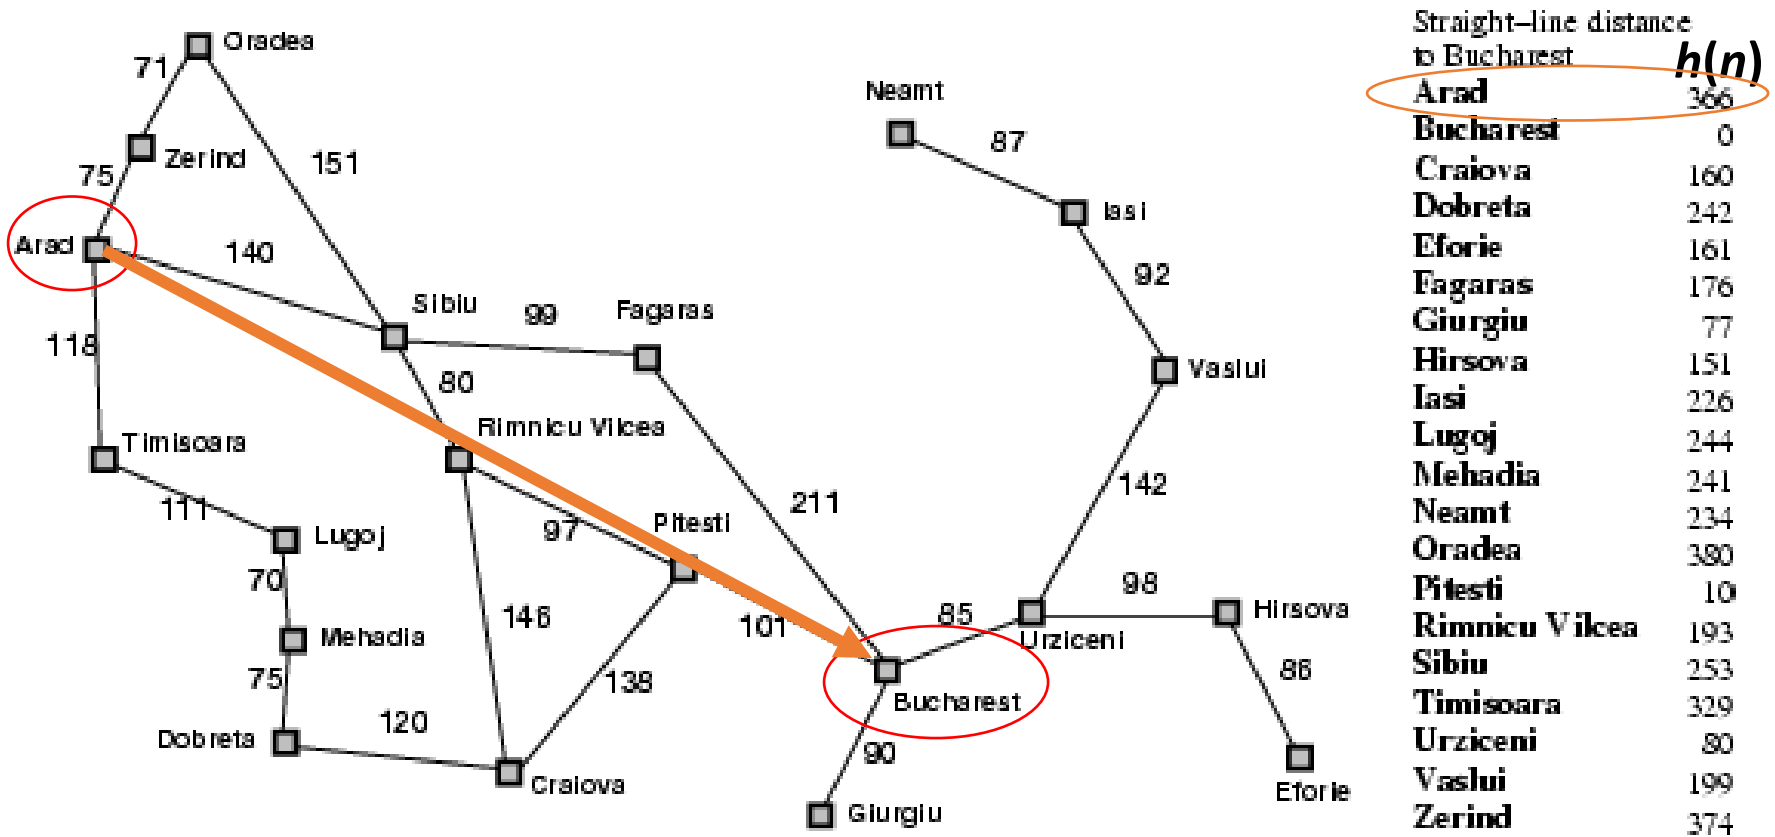 Oradea
71
Neamt
87
Zerind
151
75
Iasi
Arad
140
92
Sibiu
Fagaras
99
118
Vaslui
80
Rimnicu Vilcea
Timisoara
142
111
211
Pitesti
97
Lugoj
70
98
146
101
85
Hirsova
Mehadia
Urziceni
86
75
138
Bucharest
120
Dobreta
90
Craiova
Eforie
Giurgiu
Straight–line distance
to Bucharest h(n)
Arad 366
Bucharest 0
Craiova 160
Dobreta 242
Eforie 161
Fagaras 176
Giurgiu 77
Hirsova 151
Iasi 226
Lugoj 244
Mehadia 241
Neamt 234
Oradea 380
Pitesti 10
Rimnicu Vilcea 193
Sibiu 253
Timisoara 329
Urziceni 80
Vaslui 199
Zerind 374